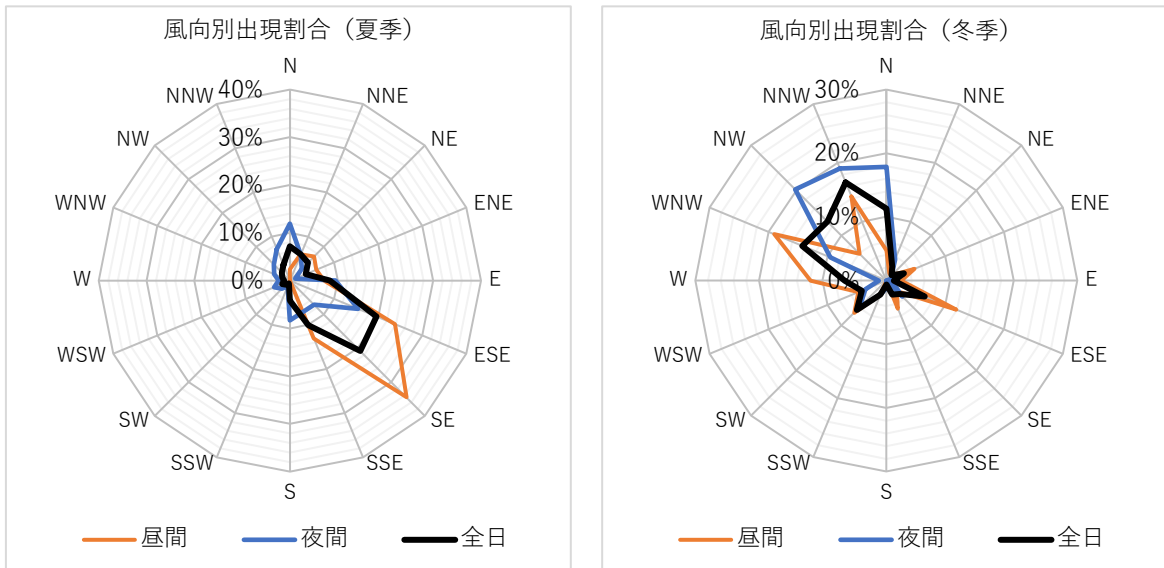 風向別出現割合（夏季）
N
NNE
NE
ENE
E
ESE
SE
SSE
S
SSW
SW
WSW
W
WNW
NW
NNW
40%
30%
20%
10%
0%
昼間 夜間 全日
風向別出現割合（冬季）
N
NNE
NE
ENE
E
ESE
SE
SSE
S
SSW
SW
WSW
W
WNW
NW
NNW
30%
20%
10%
0%
昼間 夜間 全日